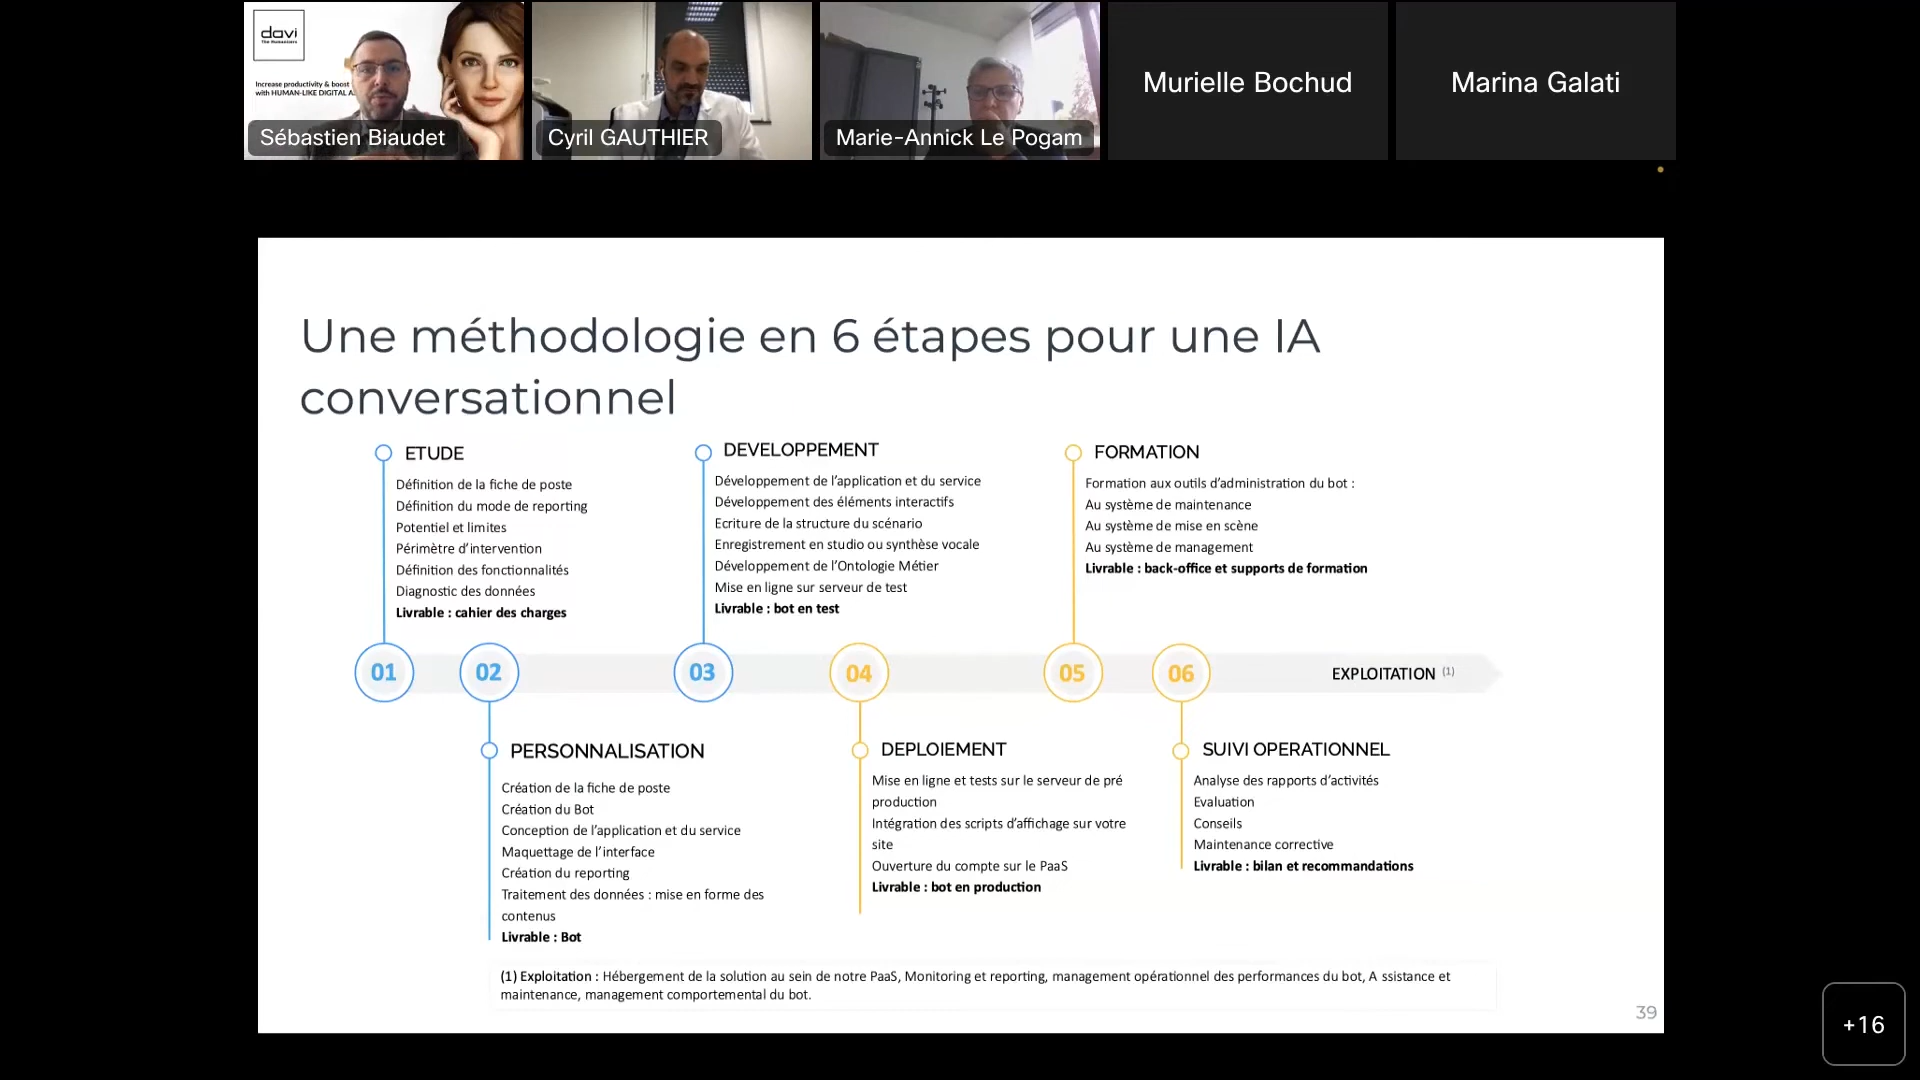 davi
The Humanizers
Increase productivity & boost
with HUMAN-LIKE DIGITAL
Sébastien Biaudet
Cyril GAUTHIER
Marie-Annick Le Pogam
Murielle Bochud
Marina Galati
Une méthodologie en 6 étapes pour une IA
conversationnel
ETUDE
Définition de la fiche de poste
Définition du mode de reporting
Potentiel et limites
Périmètre d'intervention
Définition des fonctionnalités
Diagnostic des données
Livrable : cahier des charges
DEVELOPPEMENT
Développement de l'application et du service
Développement des éléments interactifs
Ecriture de la structure du scénario
Enregistrement en studio ou synthèse vocale
Développement de l'Ontologie Métier
Mise en ligne sur serveur de test
Livrable : bot en test
FORMATION
Formation aux outils d'administration du bot :
Au système de maintenance
Au système de mise en scène
Au système de management
Livrable : back-office et supports de formation
01
02
03
04
05
06
EXPLOITATION (1)
PERSONNALISATION
Création de la fiche de poste
Création du Bot
Conception de l'application et du service
Maquettage de l'interface
Création du reporting
Traitement des données : mise en forme des
contenus
Livrable : Bot
DEPLOIEMENT
Mise en ligne et tests sur le serveur de pré
production
Intégration des scripts d'affichage sur votre
site
Ouverture du compte sur le PaaS
Livrable : bot en production
SUIVI OPERATIONNEL
Analyse des rapports d'activités
Evaluation
Conseils
Maintenance corrective
Livrable : bilan et recommandations
(1) Exploitation : Hébergement de la solution au sein de notre PaaS, Monitoring et reporting, management opérationnel des performances du bot, A ssistance et
maintenance, management comportemental du bot.
39
+16